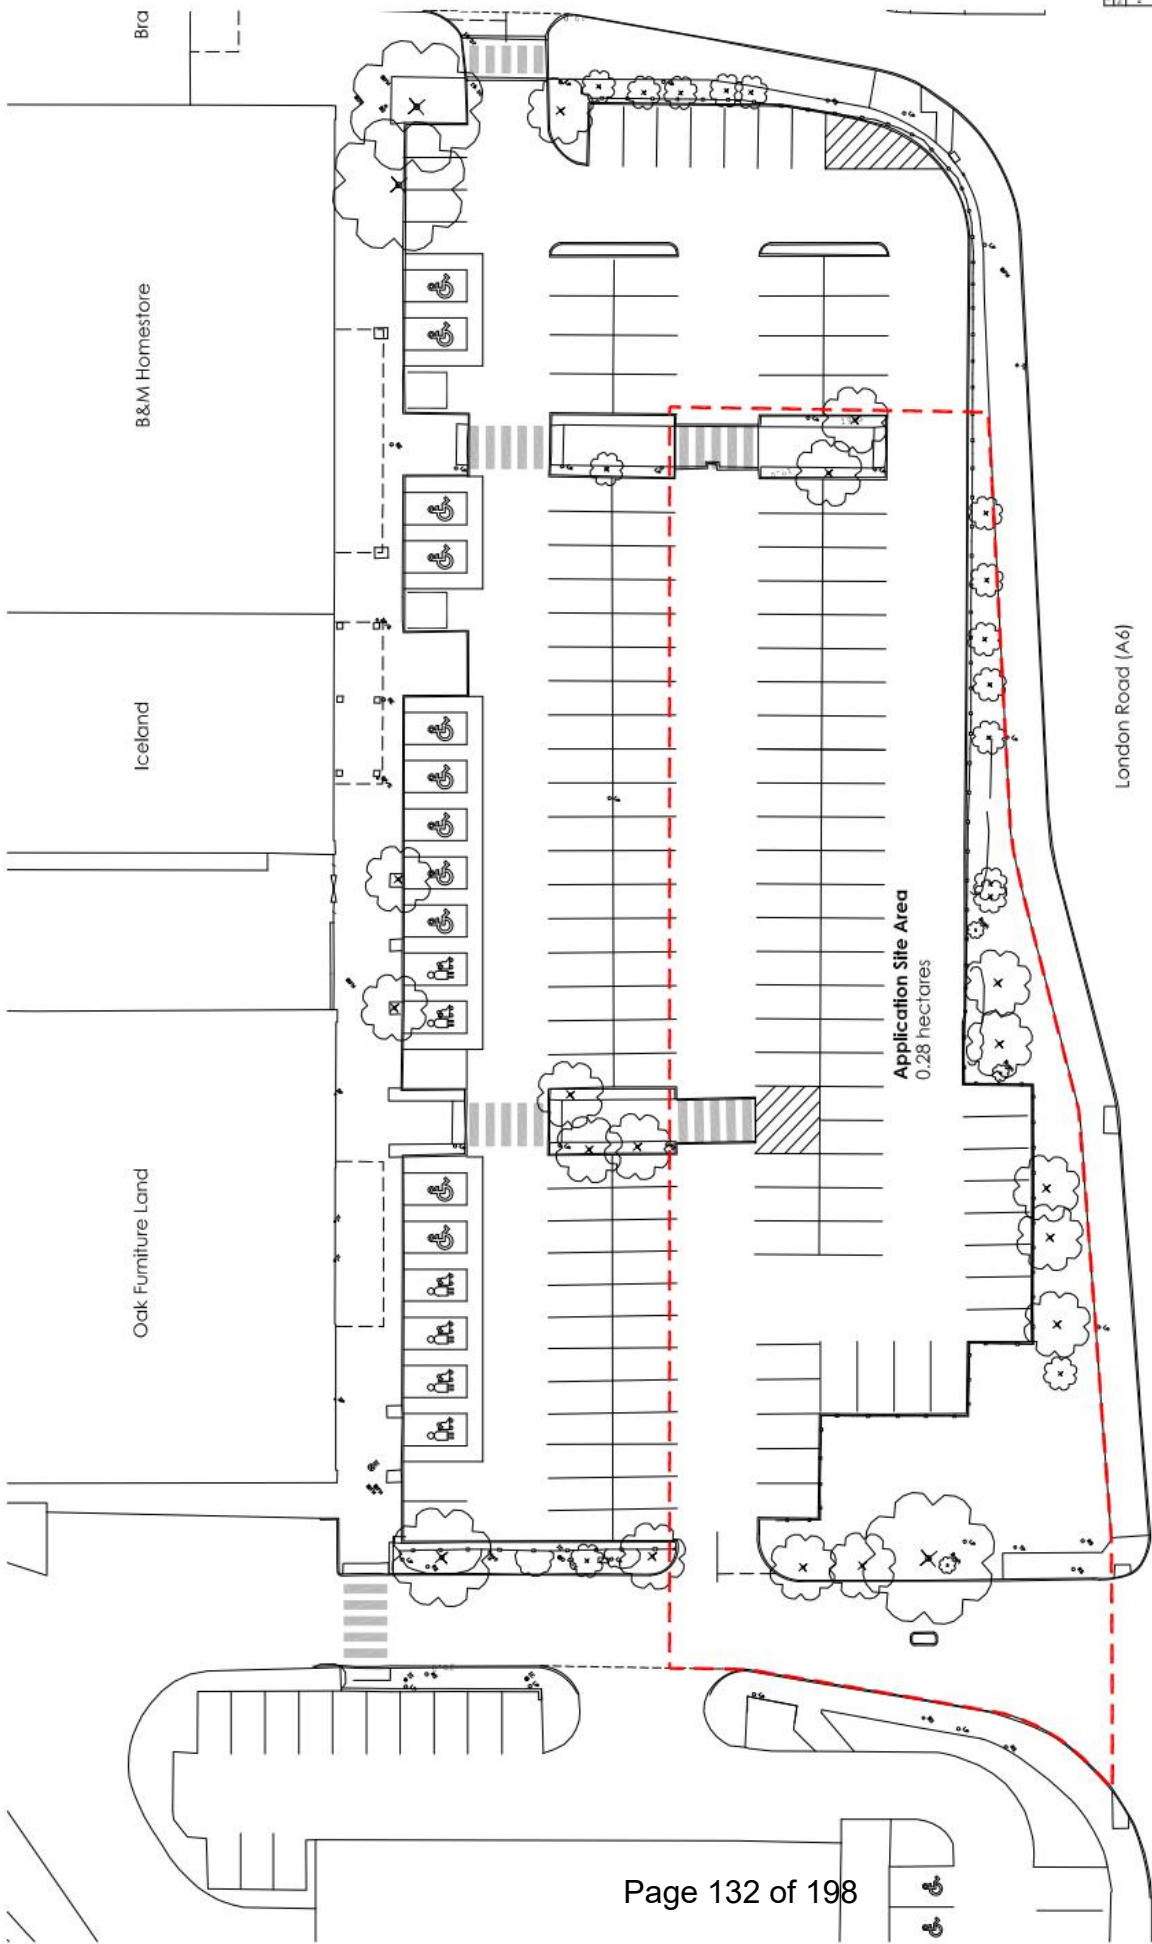 Bra
B&M Homestore
Iceland
Oak Furniture Land
Application Site Area
0.28 hectares
London Road (A6)
Page 132 of 198